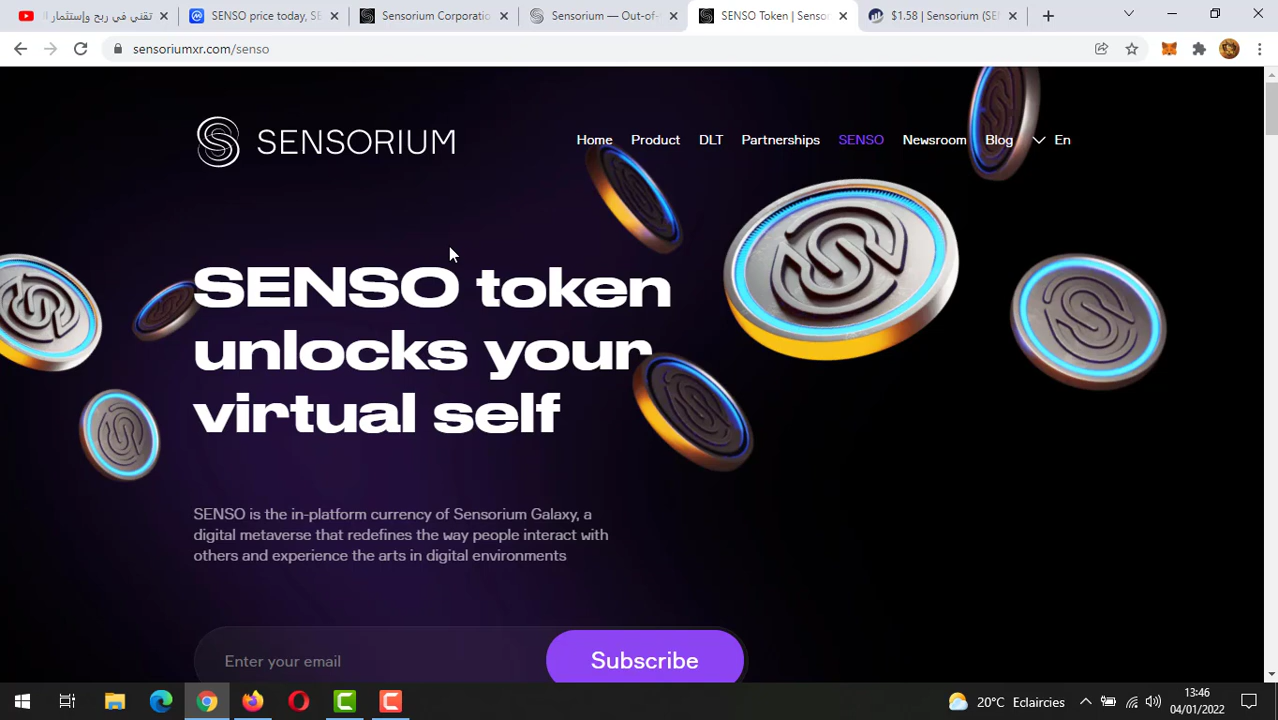 تقني في ربح وإستثمار ال
SENSO price today, SE
Sensorium Corporatio
Sensorium — Out-of-
SENSO Token | Sensor
$1.58 | Sensorium (SE
sensoriumxr.com/senso
SENSORIUM
Home Product DLT Partnerships SENSO Newsroom Blog En
SENSO token
unlocks your
virtual self
SENSO is the in-platform currency of Sensorium Galaxy, a
digital metaverse that redefines the way people interact with
others and experience the arts in digital environments
Enter your email
Subscribe
20°C Eclaircies
13:46
04/01/2022